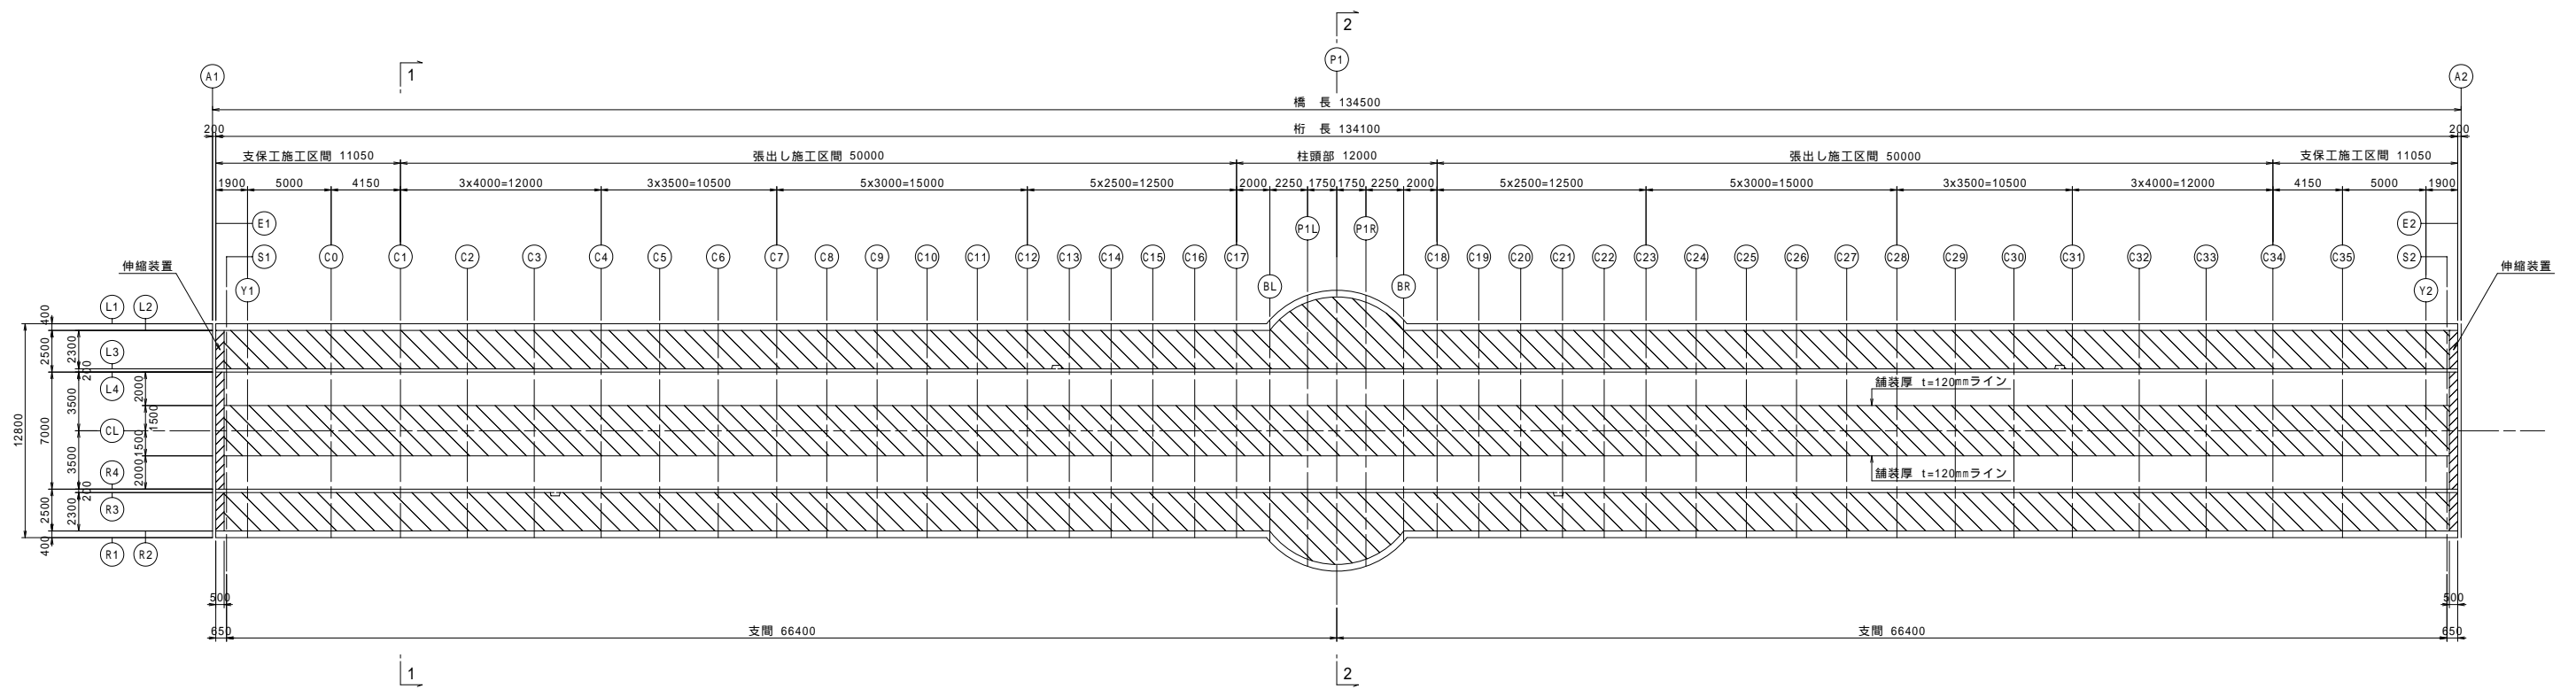 2
P1
1
A1
A2
橋 長 134500
200
桁 長 134100
200
支保工施工区間 11050
張出し施工区間 50000
柱頭部 12000
張出し施工区間 50000
支保工施工区間 11050
1900 5000 4150 3x4000=12000 3x3500=10500 5x3000=15000 5x2500=12500 2000 2250 1750 1750 2250 2000 5x2500=12500 5x3000=15000 3x3500=10500 3x4000=12000 4150 5000 1900
E1
P1L
P1R
E2
S1 C0 C1 C2 C3 C4 C5 C6 C7 C8 C9 C10 C11 C12 C13 C14 C15 C16 C17 C18 C19 C20 C21 C22 C23 C24 C25 C26 C27 C28 C29 C30 C31 C32 C33 C34 C35 S2
伸縮装置
伸縮装置
Y1
BL
BR
Y2
L1
L2
L3
L4
CL
R4
R3
R1
R2
12800
400
2500
7000
2500
400
2300
200
3500
3500
200
2300
2000
1500
1500
2000
舗装厚 t=120mmライン
舗装厚 t=120mmライン
500
500
650
支間 66400
支間 66400
650
1
2